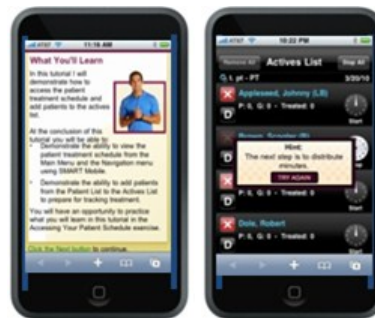 AT&T 11:16 AM
What You'll Learn
In this tutorial I will
demonstrate how to
access the patient
treatment schedule and
add patients to the actives
list.
At the conclusion of this
tutorial you will be able to:
• Demonstrate the ability to view the
patient treatment schedule from the
Main Menu and the Navigation menu
using SMART Mobile.
• Demonstrate the ability to add patients
from the Patient List to the Actives List
to prepare for tracking treatment.
You will have an opportunity to practice
what you will learn in this tutorial in the
Accessing Your Patient Schedule exercise.
Click the Next button to continue.
AT&T 10:22 PM
Remove All Actives List Stop All
t, pt - PT 3/20/10
Appleseed, Johnny (LB)
P: 0, G: 0 - Treated: 0
Start
D
Hint:
The next step is to distribute
minutes.
TRY AGAIN
D
Start
Dole, Robert
P: 0, G: 0 - Treated: 0
Start
D